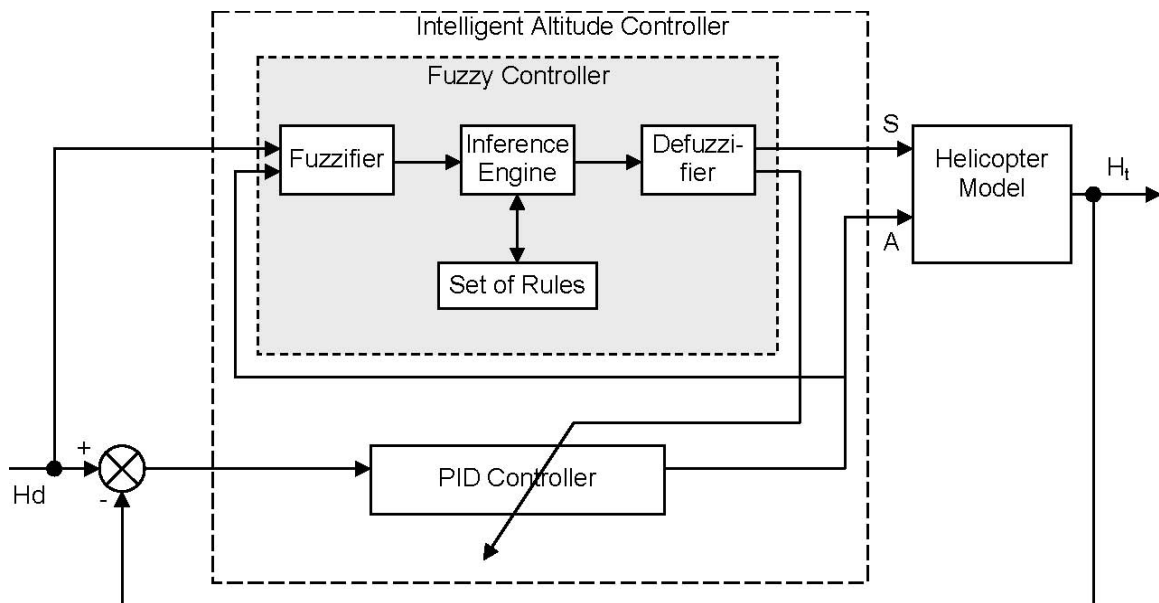 Intelligent Altitude Controller
Fuzzy Controller
Fuzzifier
Inference
Engine
Defuzzi-
fier
Set of Rules
S
A
Helicopter
Model
Hₜ
+
-
Hd
PID Controller